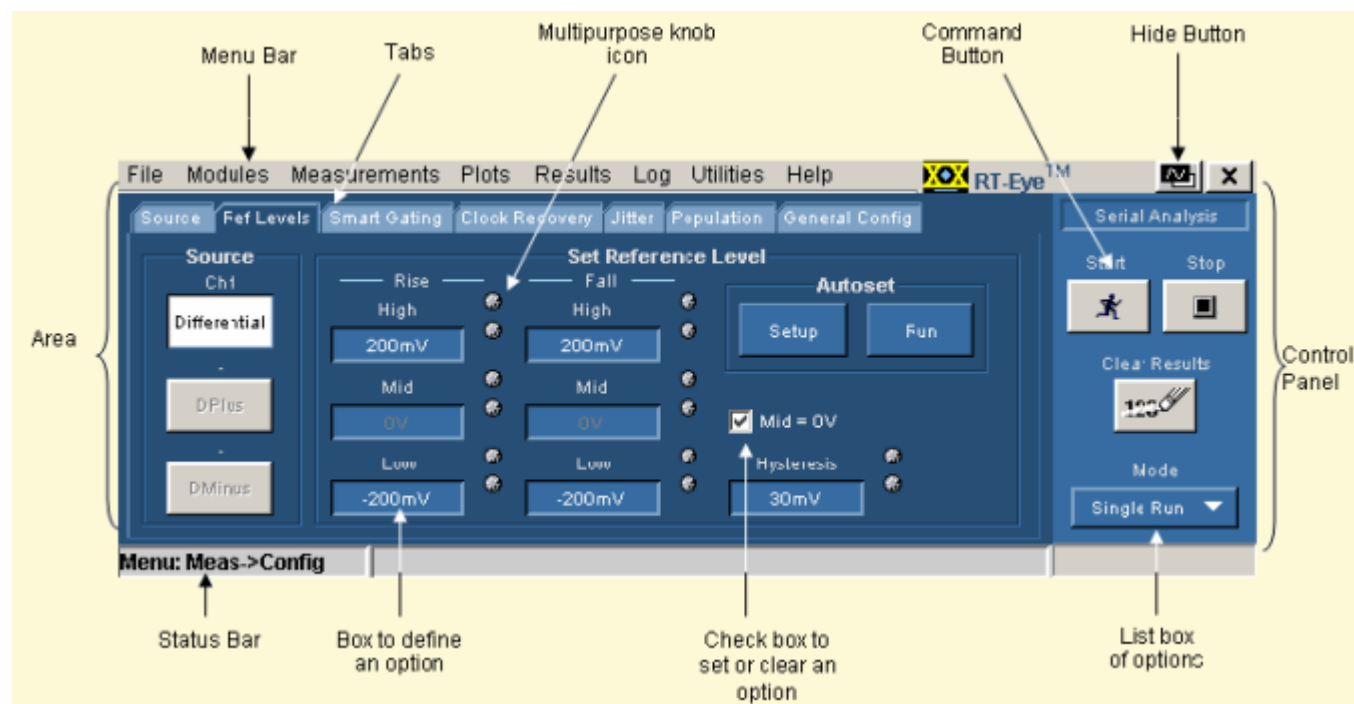 Menu Bar
Tabs
Multipurpose knob
icon
Command
Button
Hide Button
File Modules Measurements Plots Results Log Utilities Help
RT-Eye™
Source Ref Levels Smart Gating Clock Recovery Jitter Population General Config
Serial Analysis
Source
Ch1
Differential
-
DPlus
-
DMinus
Set Reference Level
Rise
Fall
High
High
200mV
200mV
Mid
Mid
0V
0V
Low
Low
-200mV
-200mV
Autoset
Setup
Run
Mid = 0V
Hysteresis
30mV
Start
Stop
Clear Results
123
Mode
Single Run
Area
Control
Panel
Menu: Meas->Config
Status Bar
Box to define
an option
Check box to
set or clear an
option
List box
of options